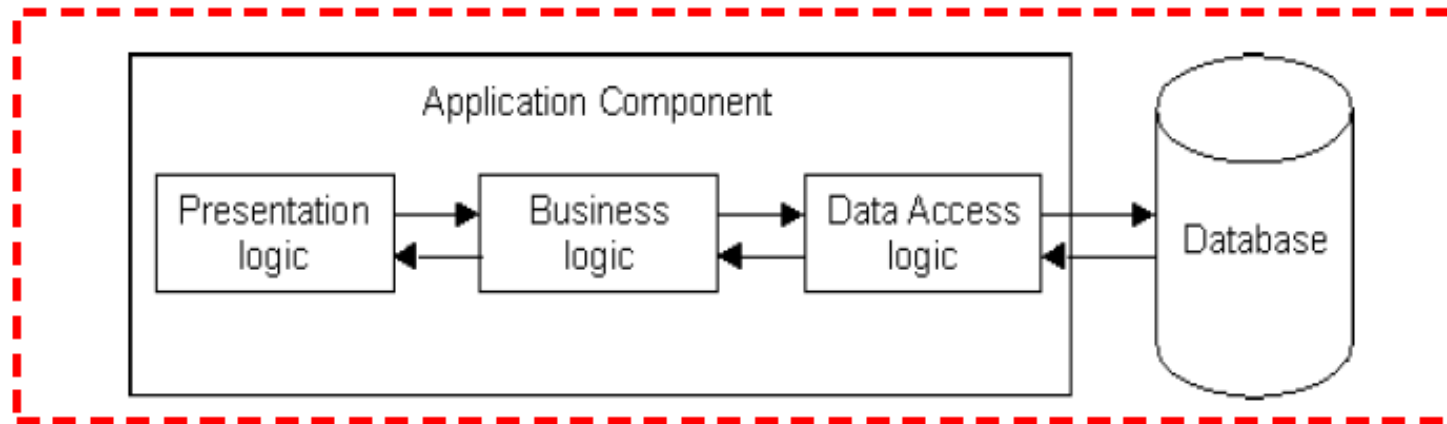 Application Component
Presentation
logic
Business
logic
Data Access
logic
Database